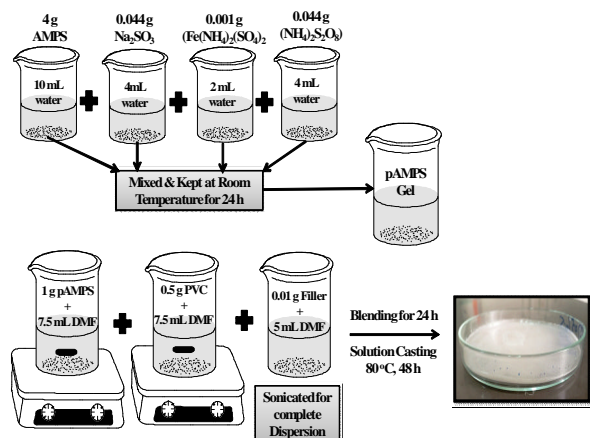 4 g
AMPS
0.044 g
Na₂SO₃
0.001 g
(Fe(NH₄)₂(SO₄)₂
0.044 g
(NH₄)₂S₂O₈)
10 mL
water
4mL
water
2 mL
water
4 mL
water
Mixed & Kept at Room
Temperature for 24 h
pAMPS
Gel
1 g pAMPS
+
7.5 mL DMF
0.5 g PVC
+
7.5 mL DMF
0.01 g Filler
+
5 mL DMF
Blending for 24 h
Solution Casting
80°C, 48 h
Sonicated for
complete
Dispersion